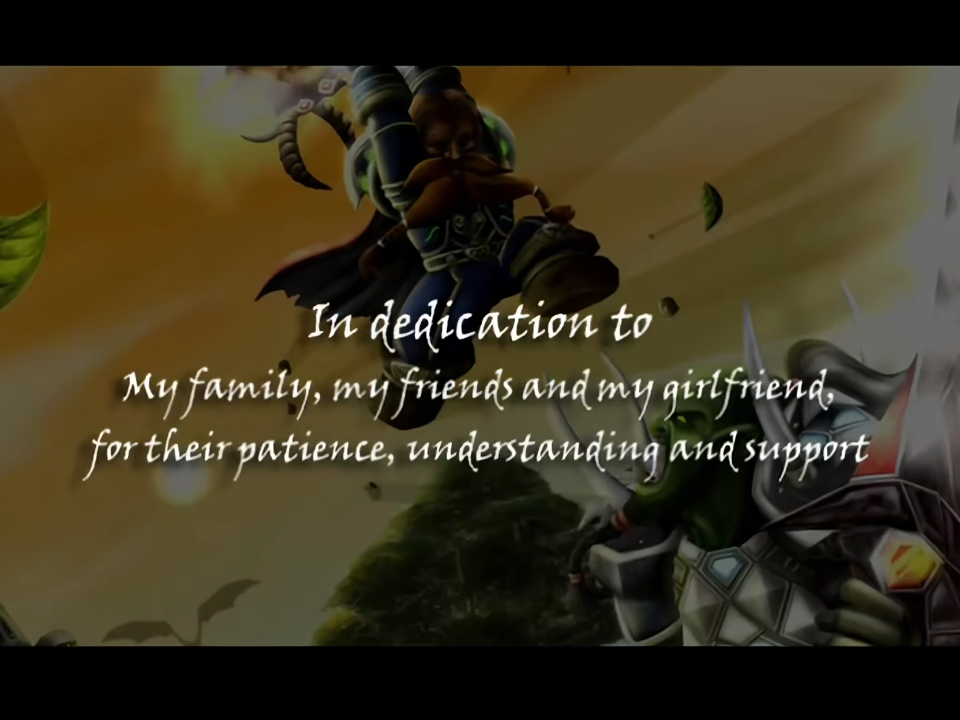 In dedication to
My family, my friends and my girlfriend,
for their patience, understanding and support